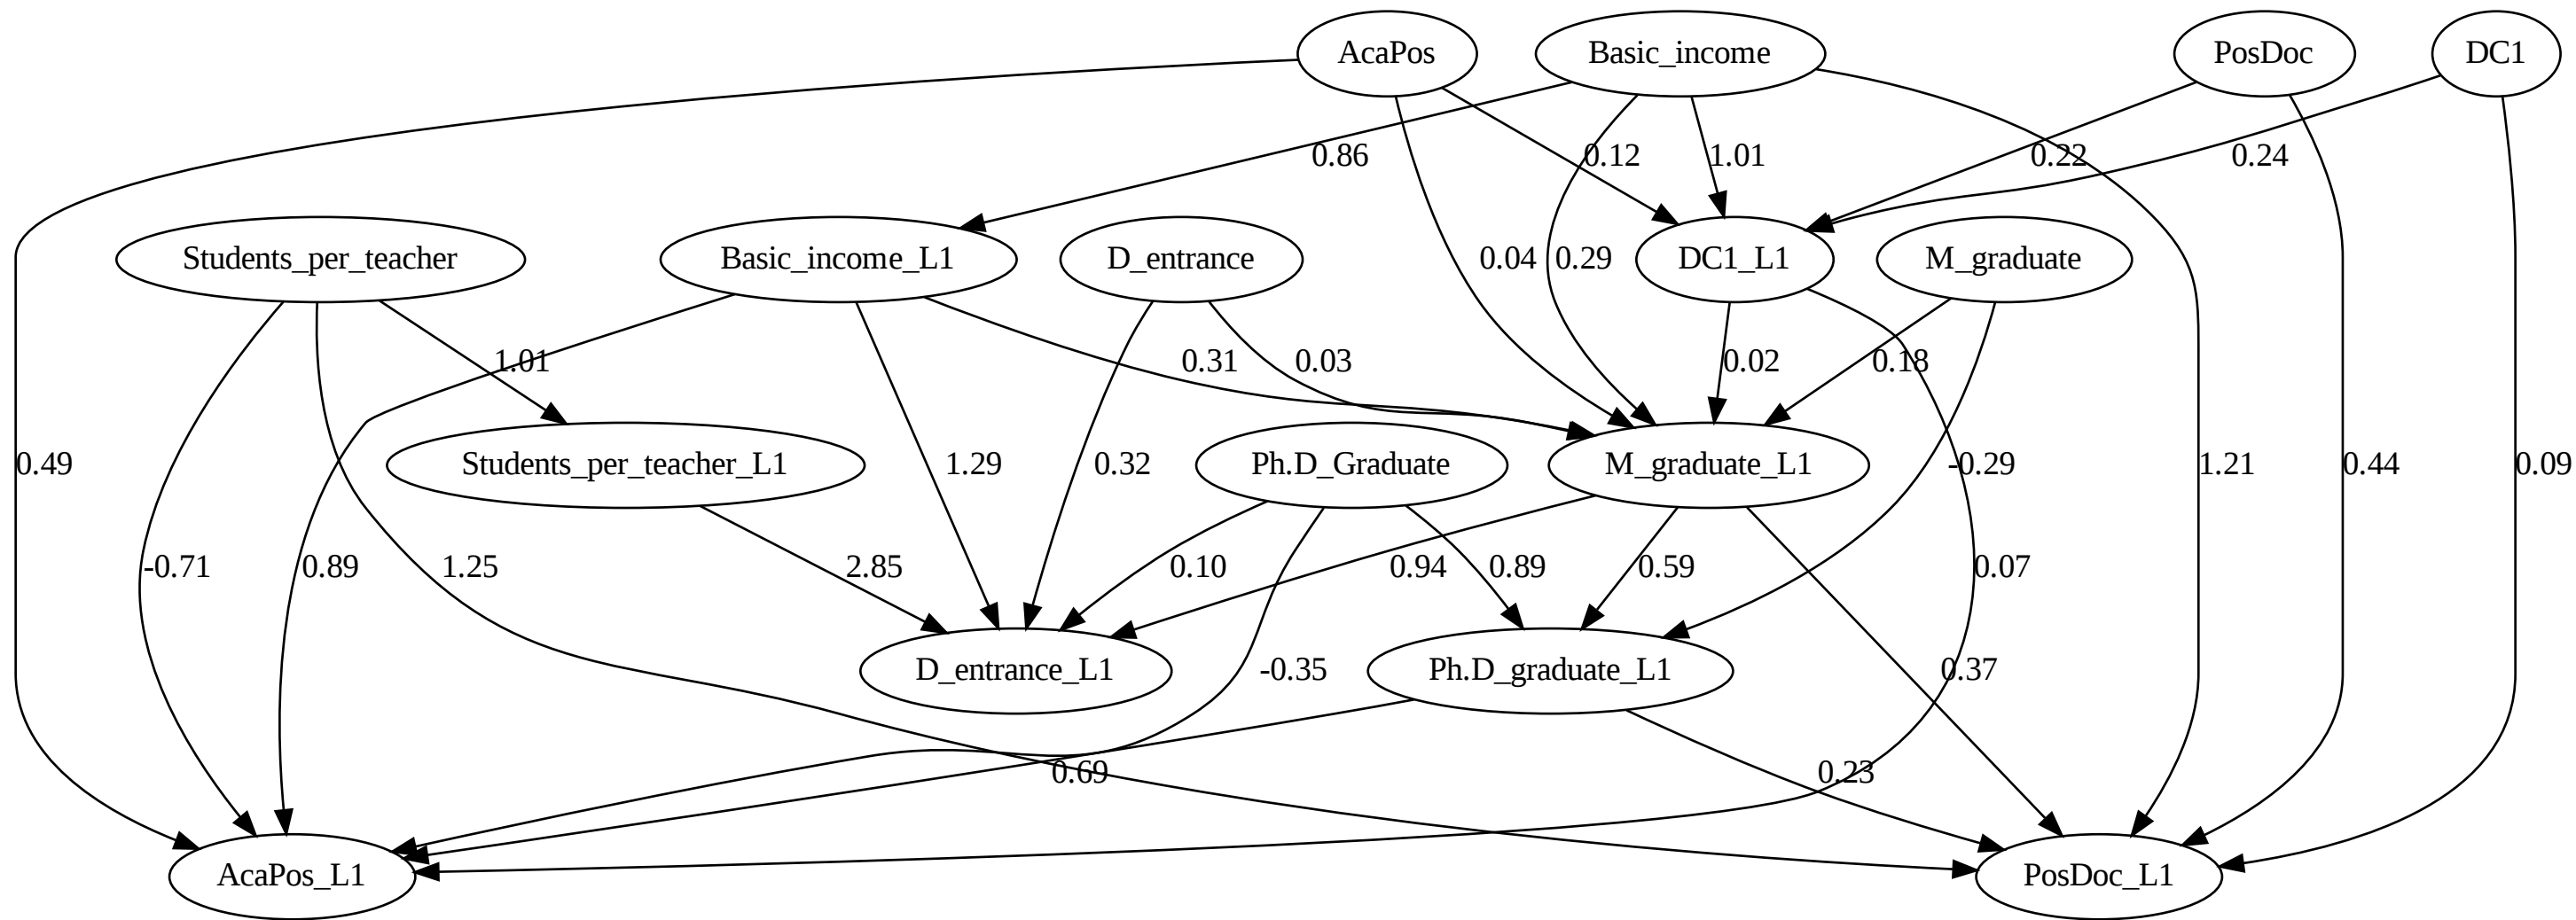 AcaPos
Basic_income
PosDoc
DC1
0.86
0.12
1.01
0.22
0.24
Students_per_teacher
Basic_income_L1
D_entrance
0.04
0.29
DC1_L1
M_graduate
1.01
0.31
0.03
0.02
0.18
0.49
Students_per_teacher_L1
1.29
0.32
Ph.D_Graduate
M_graduate_L1
-0.29
1.21
0.44
0.09
-0.71
0.89
1.25
2.85
0.10
0.94
0.89
0.59
0.07
D_entrance_L1
-0.35
Ph.D_graduate_L1
0.37
0.69
0.23
AcaPos_L1
PosDoc_L1